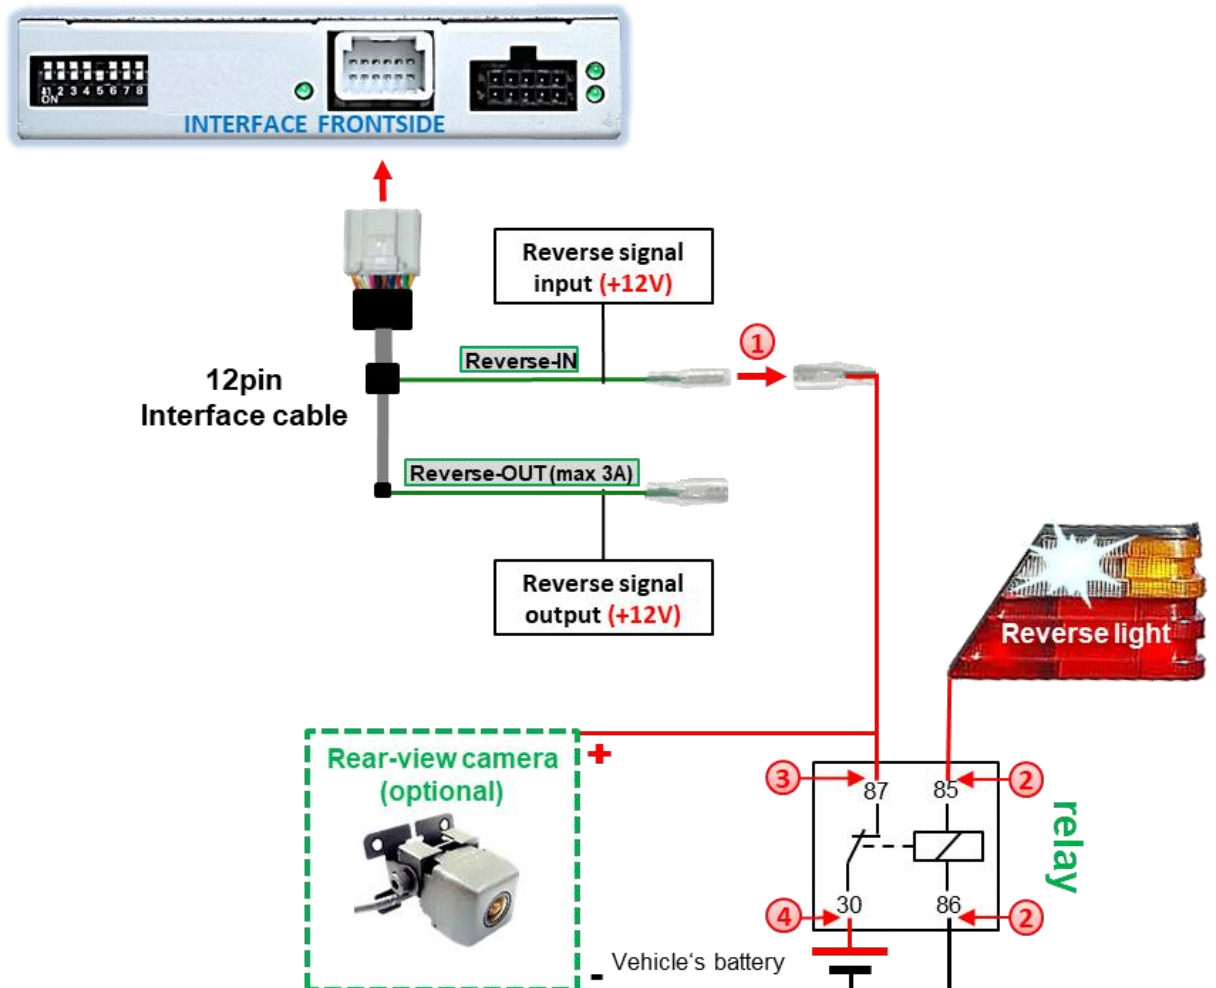 1 2 3 4 5 6 7 8
ON
INTERFACE FRONTSIDE
Reverse signal
input (+12V)
1
Reverse-IN
12pin
Interface cable
Reverse-OUT (max 3A)
Reverse signal
output (+12V)
Reverse light
Rear-view camera
(optional)
+
3
87
85
2
relay
4
30
86
2
-
Vehicle‘s battery